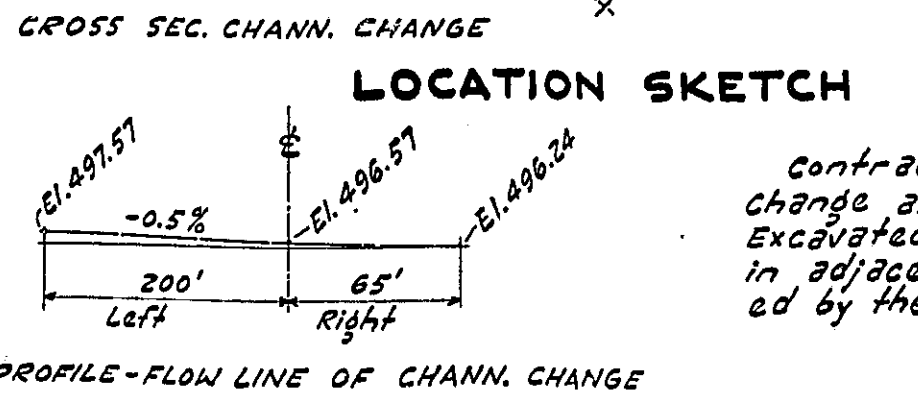 CROSS SEC. CHANN. CHANGE
LOCATION SKETCH
El. 497.57
-0.5%
℄
El. 496.57
El. 496.24
200'
Left
65'
Right
PROFILE-FLOW LINE OF CHANN. CHANGE
Contra
change a
Excavated
in adjace
ed by the